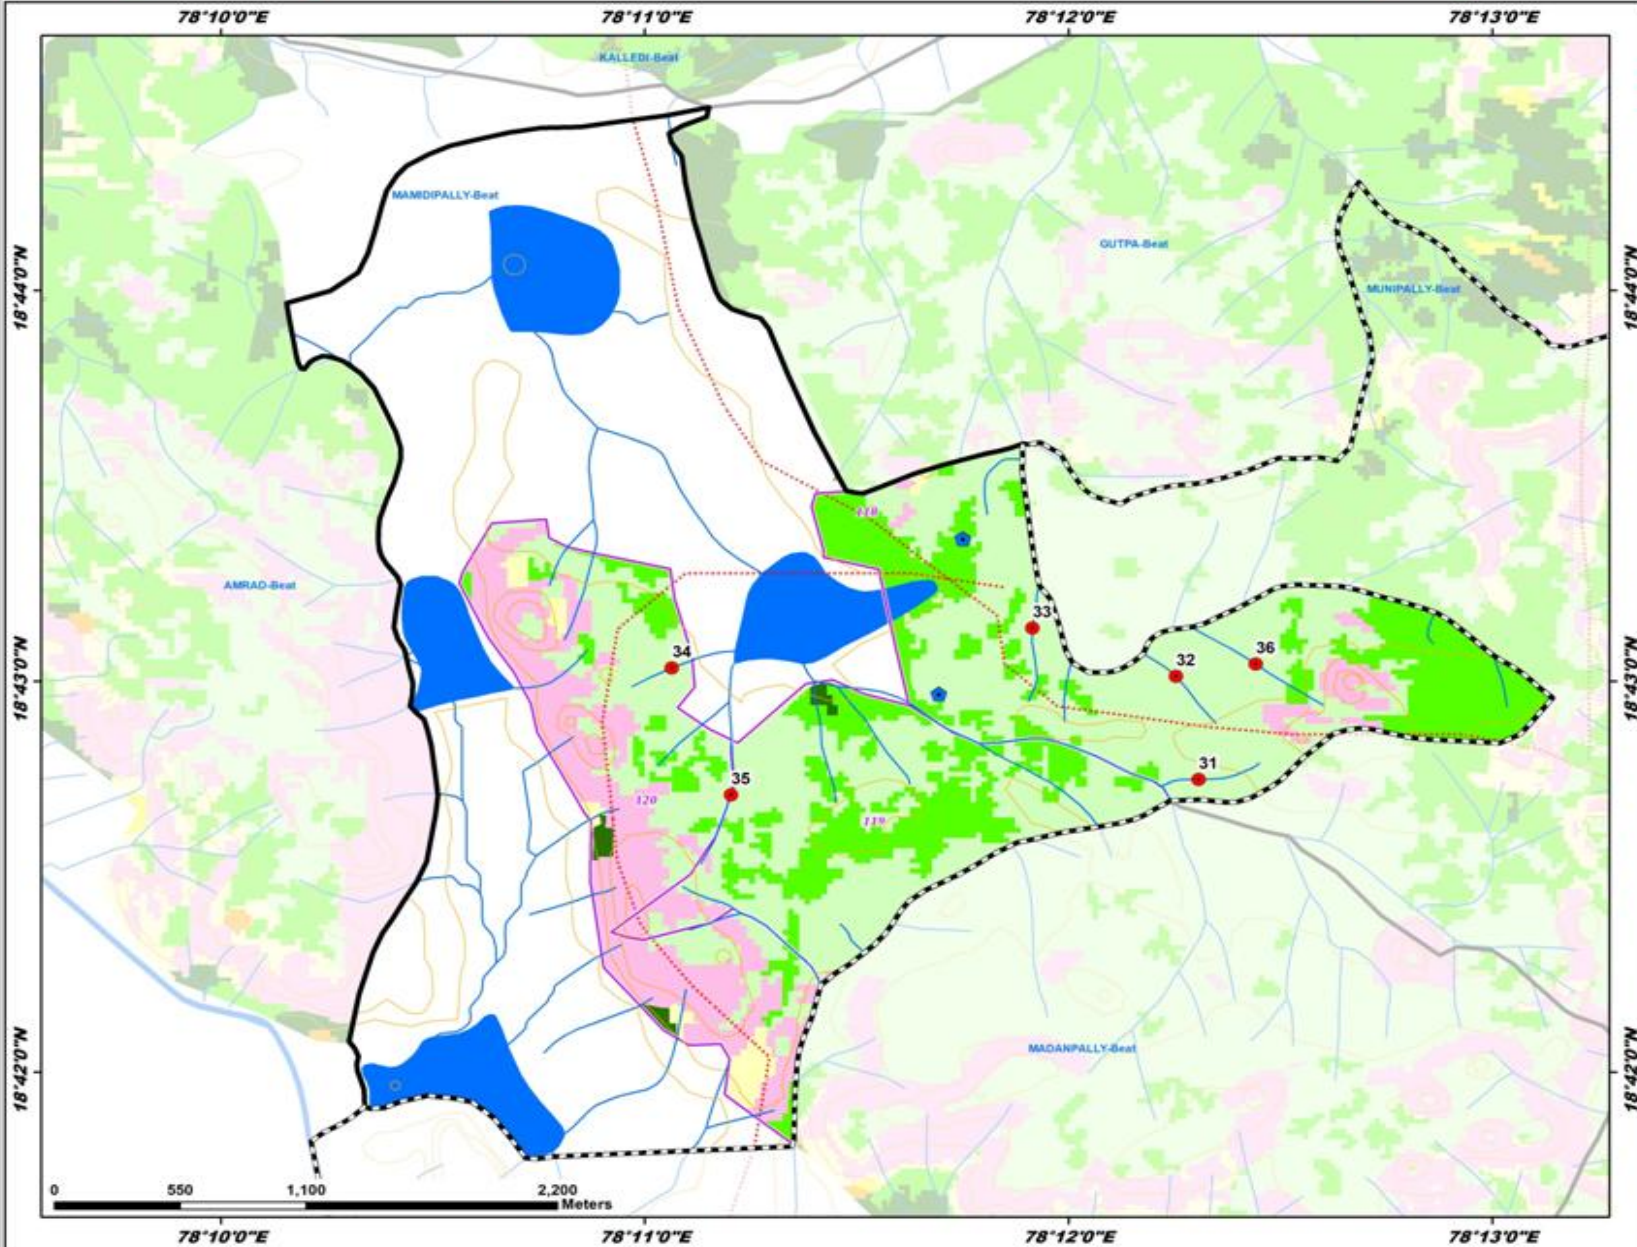 78°10'0"E 78°11'0"E 78°12'0"E 78°13'0"E
KALLEDI-Beat
MAMIDIPALLY-Beat
GUTPA-Beat
18°44'0"N 18°44'0"N
MUNIPALLY-Beat
118
AMRAD-Beat
33
34
32
36
18°43'0"N 18°43'0"N
31
35
120
119
MADANPALLY-Beat
18°42'0"N 18°42'0"N
0 550 1,100 2,200
Meters
78°10'0"E 78°11'0"E 78°12'0"E 78°13'0"E